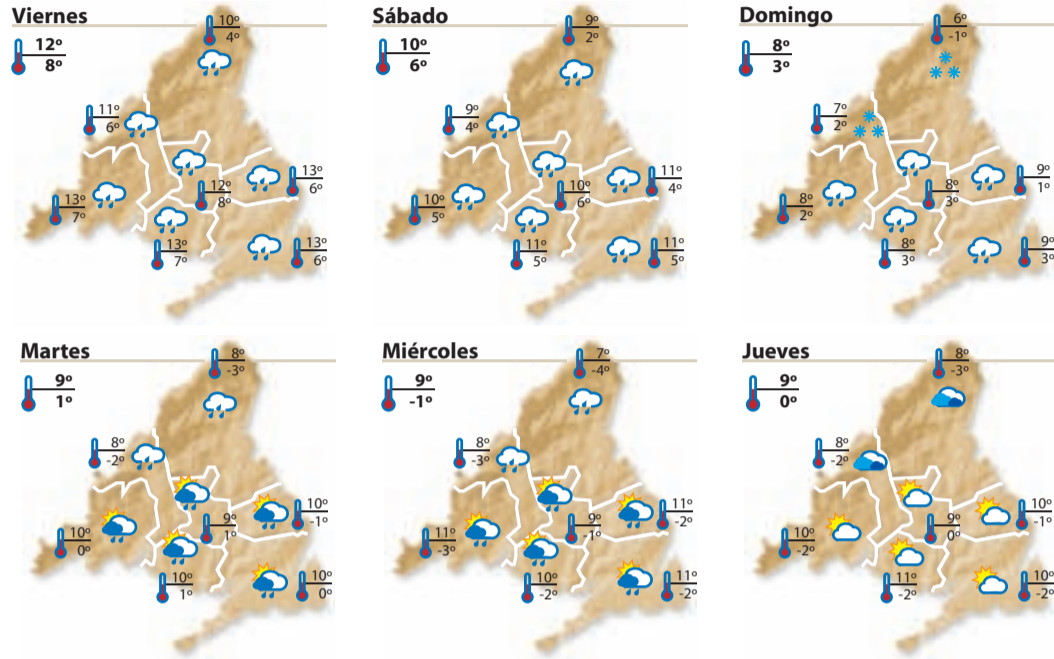 Viernes
12º
8º
10º
4º
11º
6º
13º
6º
12º
8º
13º
7º
13º
7º
13º
6º
Sábado
10º
6º
9º
2º
9º
4º
11º
4º
10º
6º
10º
5º
11º
5º
11º
5º
Domingo
8º
3º
6º
-1º
7º
2º
9º
1º
8º
3º
8º
2º
8º
3º
9º
3º
Martes
9º
1º
8º
-3º
8º
-2º
10º
-1º
9º
1º
10º
0º
10º
1º
10º
0º
Miércoles
9º
-1º
7º
-4º
8º
-3º
11º
-2º
9º
-1º
11º
-3º
10º
-2º
11º
-2º
Jueves
9º
0º
8º
-3º
8º
-2º
10º
-1º
9º
0º
10º
-2º
11º
-2º
10º
-2º